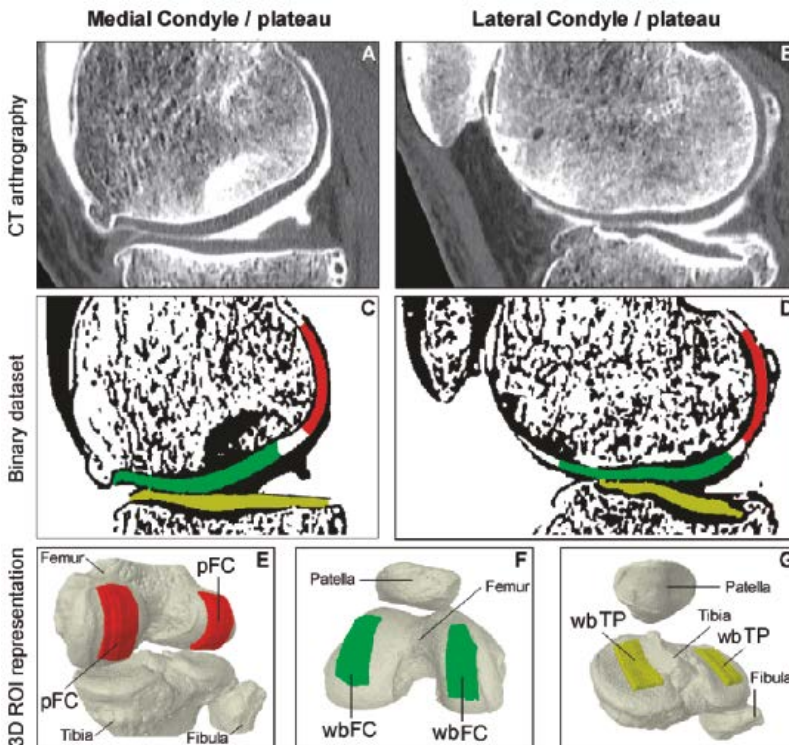 Medial Condyle / plateau
Lateral Condyle / plateau
CT arthrography
A
B
Binary dataset
C
D
3D ROI representation
E
Femur
pFC
pFC
Tibia
Fibula
F
Patella
Femur
wbFC
wbFC
G
Patella
Tibia
wbTP
wbTP
Fibula